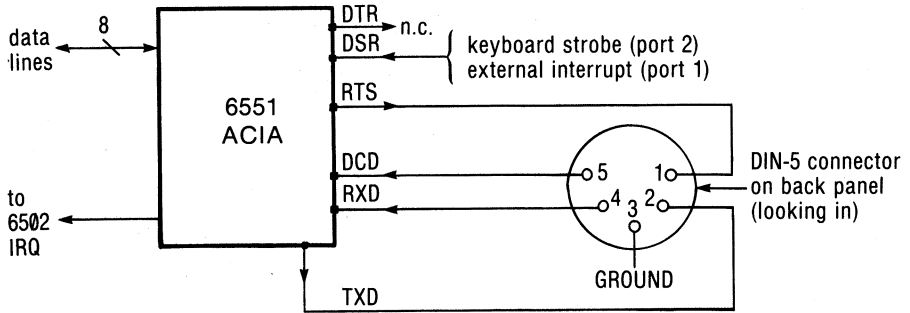 8
data
lines
DTR
n.c.
DSR
keyboard strobe (port 2)
external interrupt (port 1)
6551
ACIA
RTS
DCD
RXD
5
1
4
3
2
DIN-5 connector
on back panel
(looking in)
to
6502
IRQ
GROUND
TXD